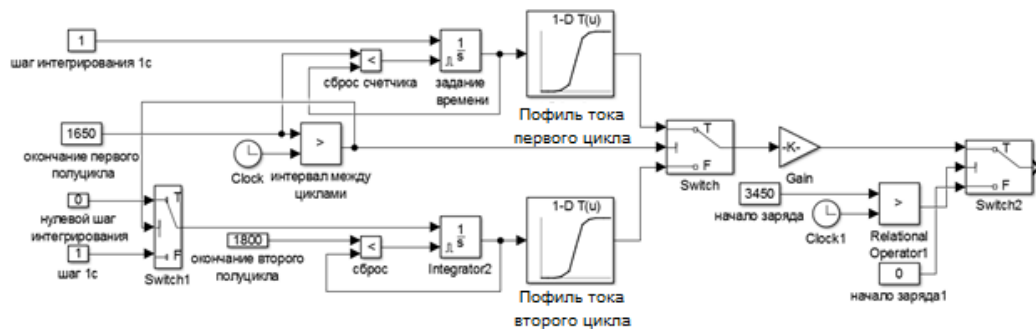 1
шаг интегрирования 1с
<
сброс счетчика
1
s
задание
времени
1-D T(u)
Пофиль тока
первого цикла
1650
окончание первого
полуцикла
Clock
>
интервал между
циклами
T
F
Switch
-K-
Gain
T
F
Switch2
3450
начало заряда
Clock1
>
Relational
Operator1
0
начало заряда1
0
нулевой шаг
интегрирования
1
шаг 1с
T
F
Switch1
1800
окончание второго
полуцикла
<
сброс
1
s
Integrator2
1-D T(u)
Пофиль тока
второго цикла